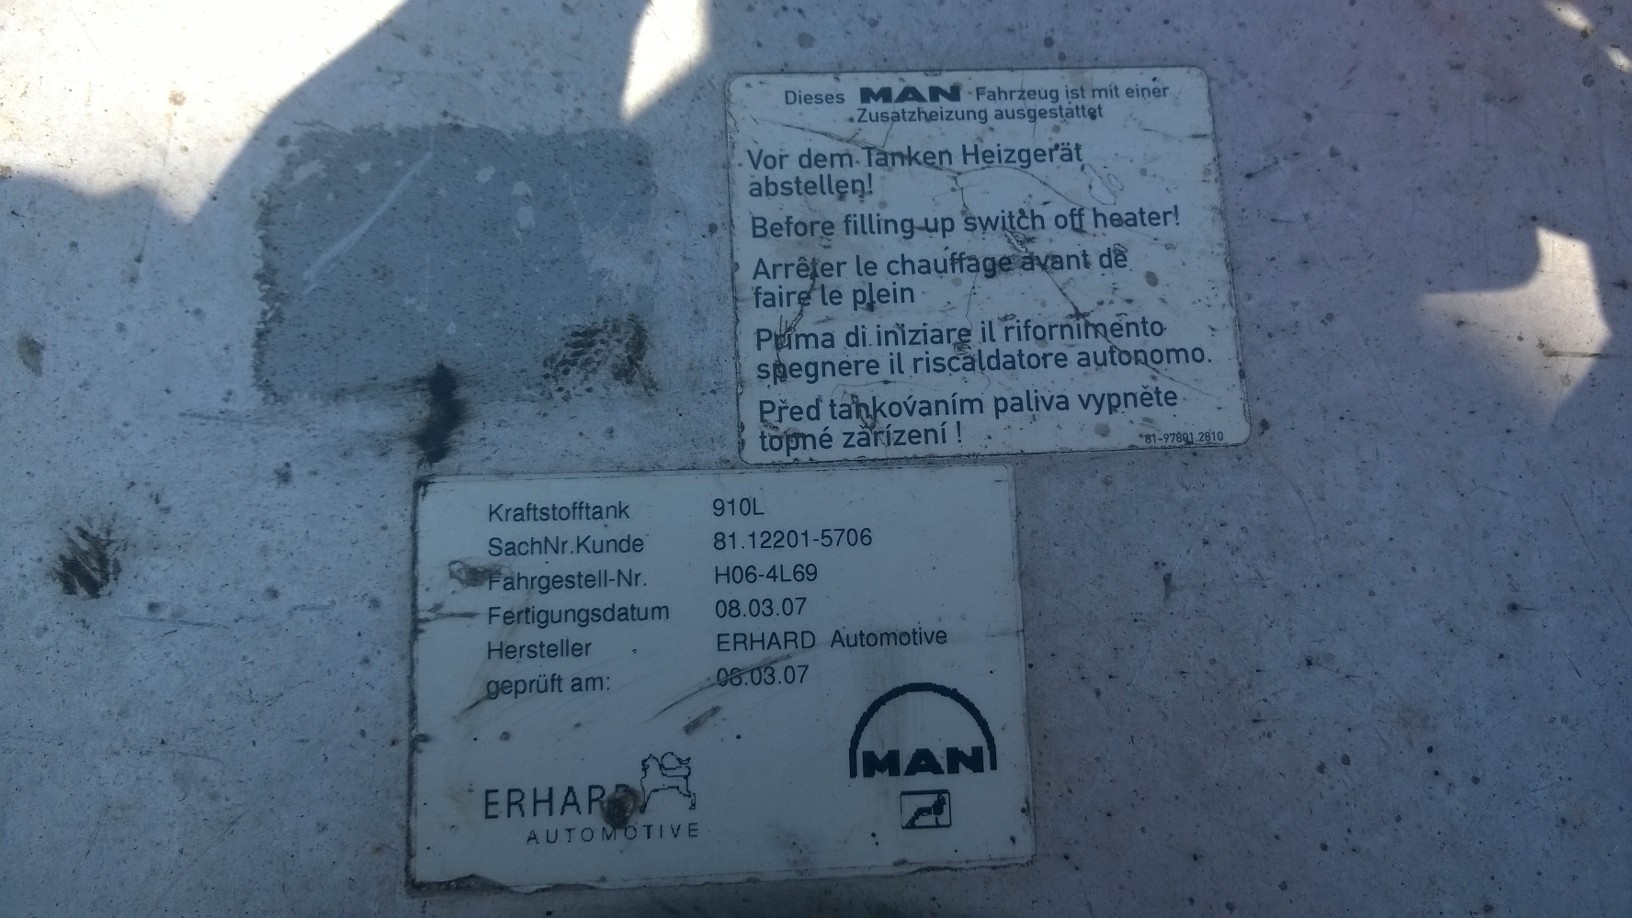 Dieses MAN Fahrzeug ist mit einer
Zusatzheizung ausgestattet
Vor dem Tanken Heizgerät
abstellen!
Before filling up switch off heater!
Arrêter le chauffage avant de
faire le plein
Prima di iniziare il rifornimento
spegnere il riscaldatore autonomo.
Před tankováním paliva vypněte
topné zařízení !
81-97801.2810
Kraftstofftank 910L
SachNr.Kunde 81.12201-5706
Fahrgestell-Nr. H06-4L69
Fertigungsdatum 08.03.07
Hersteller ERHARD Automotive
geprüft am: 08.03.07
MAN
ERHARD
AUTOMOTIVE